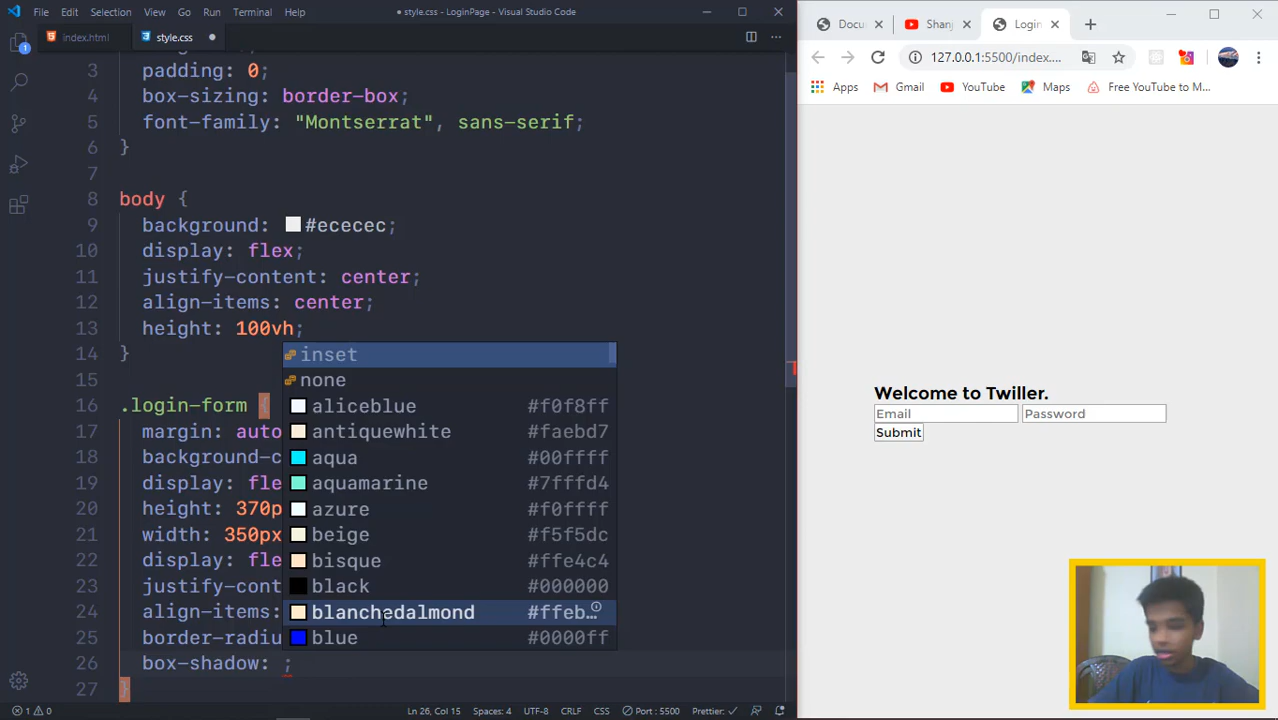 File Edit Selection View Go Run Terminal Help
● style.css - LoginPage - Visual Studio Code
index.html
style.css ●
3 padding: 0;
4 box-sizing: border-box;
5 font-family: "Montserrat", sans-serif;
6 }
7
8 body {
9 background: #ececec;
10 display: flex;
11 justify-content: center;
12 align-items: center;
13 height: 100vh;
14 }
15
16 .login-form {
17 margin: auto
18 background-c
19 display: fle
20 height: 370p
21 width: 350px
22 display: fle
23 justify-cont
24 align-items:
25 border-radiu
26 box-shadow: ;
27 }
inset
none
aliceblue #f0f8ff
antiquewhite #faebd7
aqua #00ffff
aquamarine #7fffd4
azure #f0ffff
beige #f5f5dc
bisque #ffe4c4
black #000000
blanchedalmond #ffeb...
blue #0000ff
1
1 0
Ln 26, Col 15 Spaces: 4 UTF-8 CRLF CSS Port : 5500 Prettier: ✓
Docu
Shan
Login
127.0.0.1:5500/index....
Apps Gmail YouTube Maps Free YouTube to M...
Welcome to Twiller.
Email Password
Submit